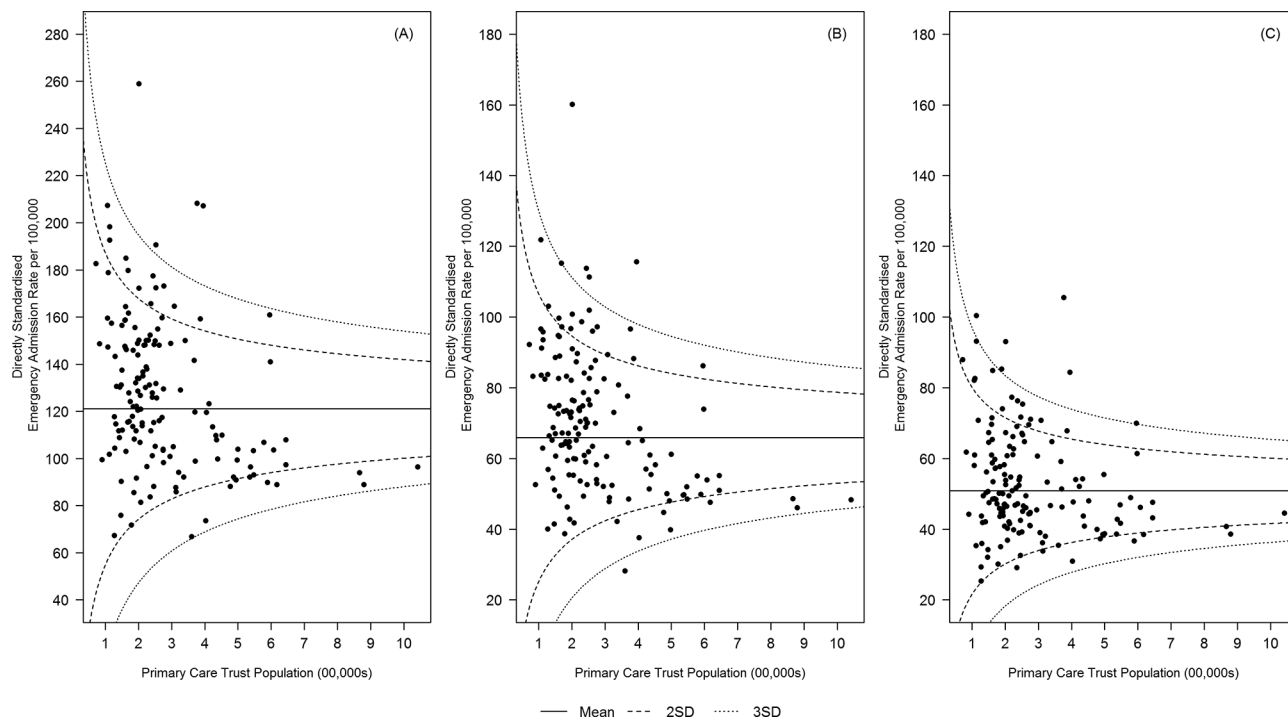 (A)
280
260
240
220
200
180
160
140
120
100
80
60
40
Directly Standardised
Emergency Admission Rate per 100,000
1 2 3 4 5 6 7 8 9 10
Primary Care Trust Population (00,000s)
(B)
180
160
140
120
100
80
60
40
20
Directly Standardised
Emergency Admission Rate per 100,000
1 2 3 4 5 6 7 8 9 10
Primary Care Trust Population (00,000s)
(C)
180
160
140
120
100
80
60
40
20
Directly Standardised
Emergency Admission Rate per 100,000
1 2 3 4 5 6 7 8 9 10
Primary Care Trust Population (00,000s)
Mean 2SD 3SD